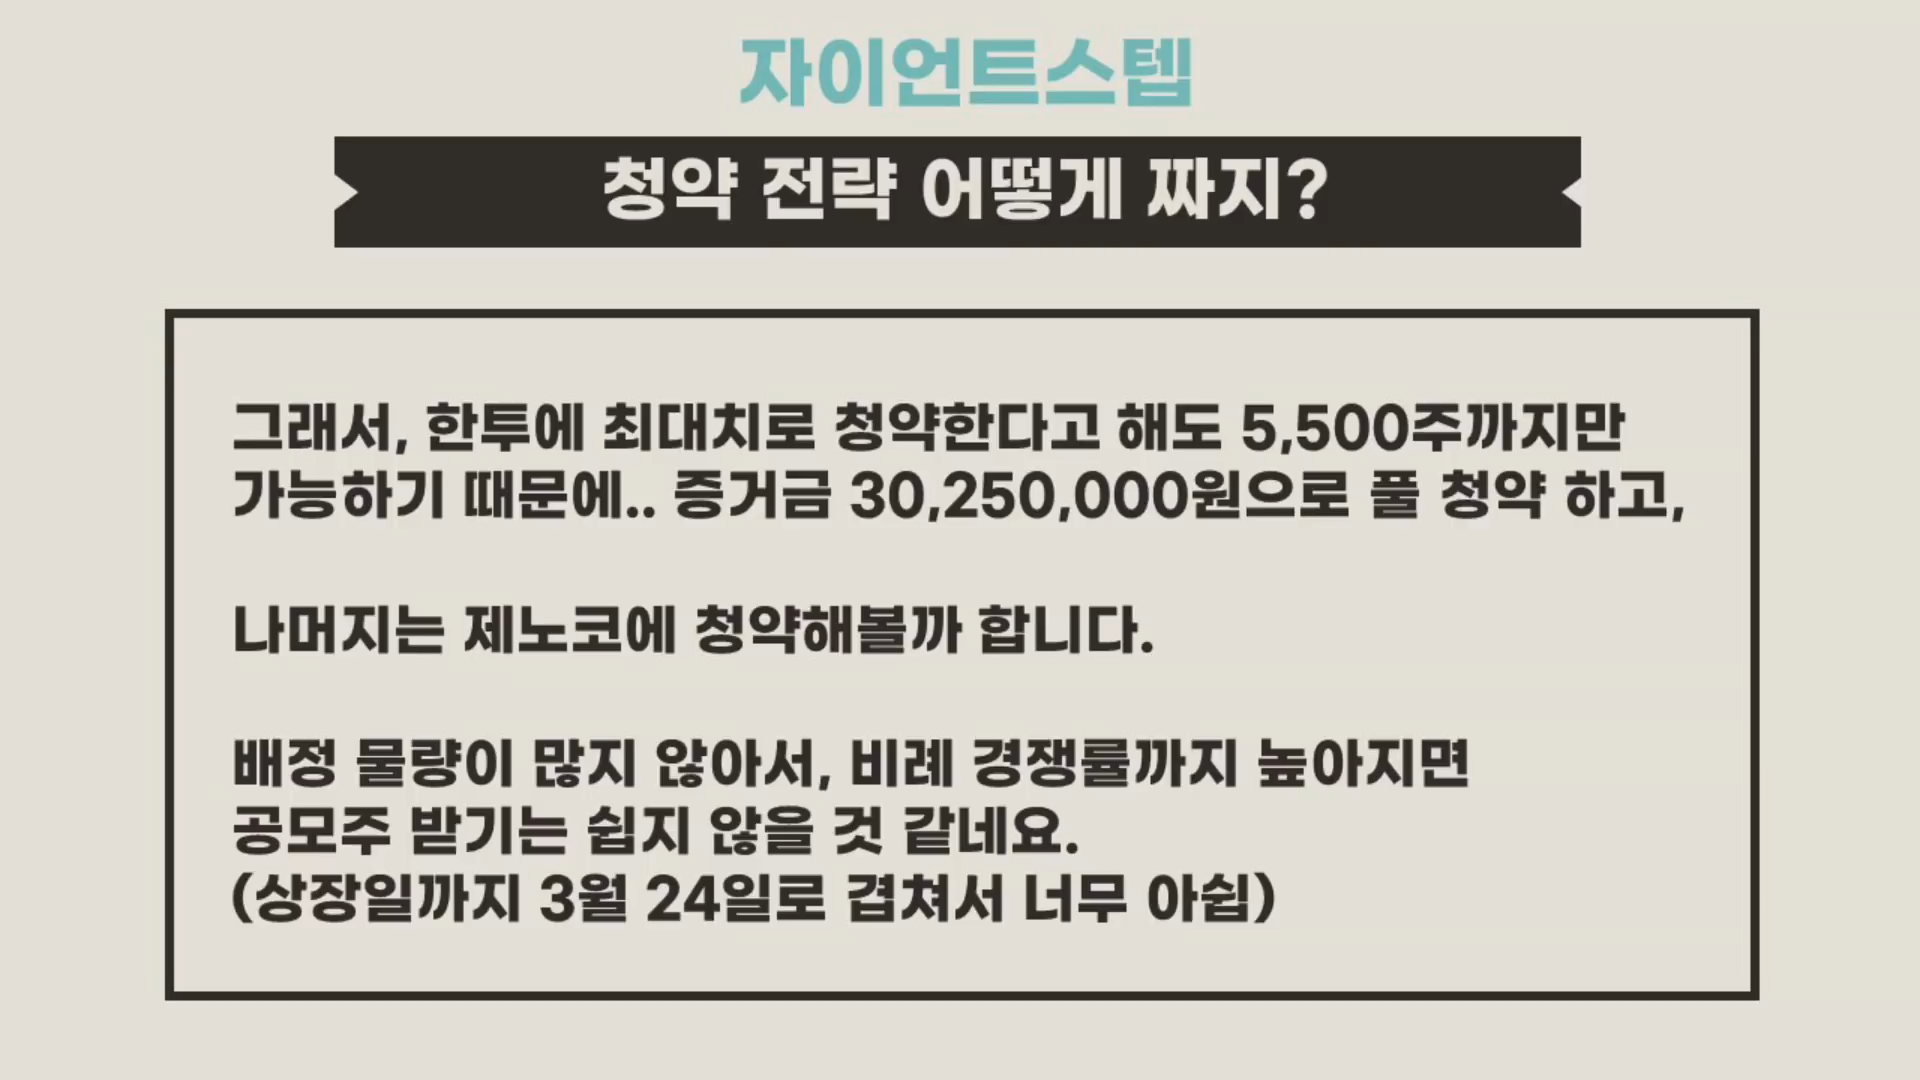 자이언트스텝
청약 전략 어떻게 짜지?
그래서, 한투에 최대치로 청약한다고 해도 5,500주까지만
가능하기 때문에.. 증거금 30,250,000원으로 풀 청약 하고,
나머지는 제노코에 청약해볼까 합니다.
배정 물량이 많지 않아서, 비례 경쟁률까지 높아지면
공모주 받기는 쉽지 않을 것 같네요.
(상장일까지 3월 24일로 겹쳐서 너무 아쉽)